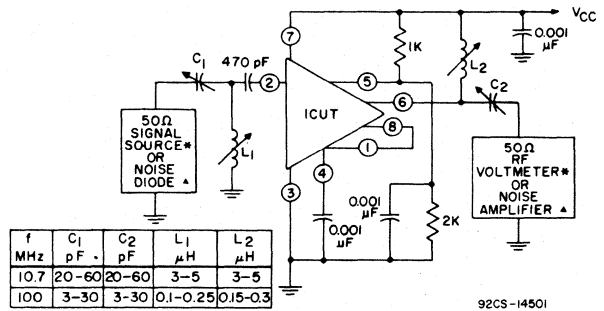 VCC
0.001
µF
7
1K
L2
C1
470 pF
2
5
C2
6
ICUT
8
1
50Ω
SIGNAL
SOURCE*
OR
NOISE
DIODE ▲
L1
3
4
50Ω
RF
VOLTMETER*
OR
NOISE
AMPLIFIER ▲
0.001
µF
0.001
µF
2K
f MHz C1 pF C2 pF L1 µH L2 µH
10.7 20-60 20-60 3-5 3-5
100 3-30 3-30 0.1-0.25 0.15-0.3
92CS-14501